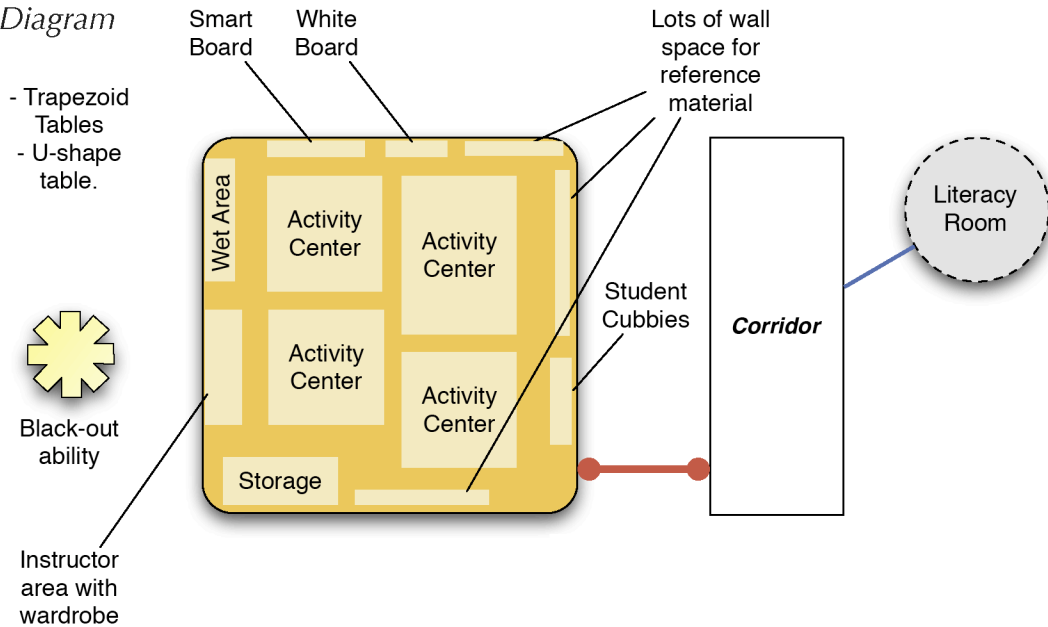 Diagram
- Trapezoid
Tables
- U-shape
table.
Smart
Board
White
Board
Lots of wall
space for
reference
material
Wet Area
Activity
Center
Activity
Center
Activity
Center
Activity
Center
Storage
Student
Cubbies
Corridor
Literacy
Room
Black-out
ability
Instructor
area with
wardrobe